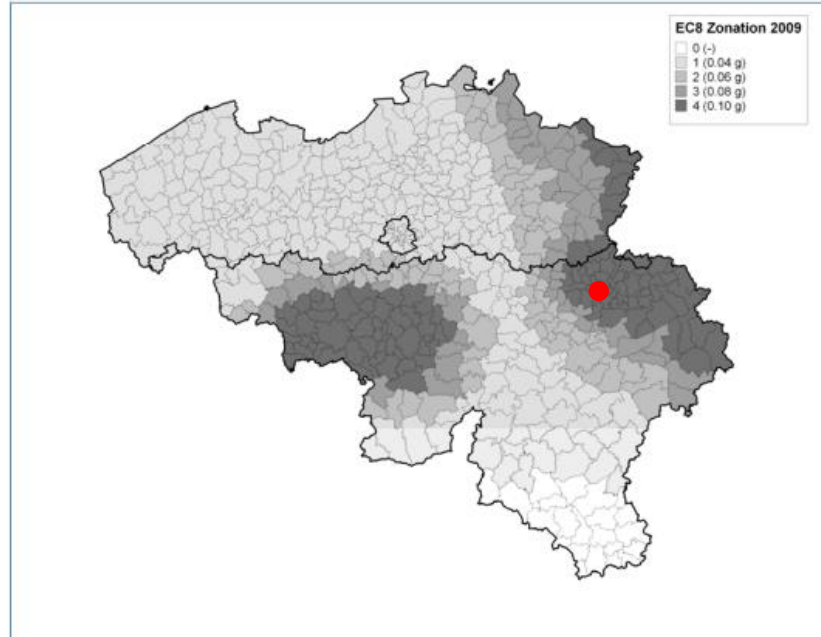 EC8 Zonation 2009
0 (-)
1 (0.04 g)
2 (0.06 g)
3 (0.08 g)
4 (0.10 g)